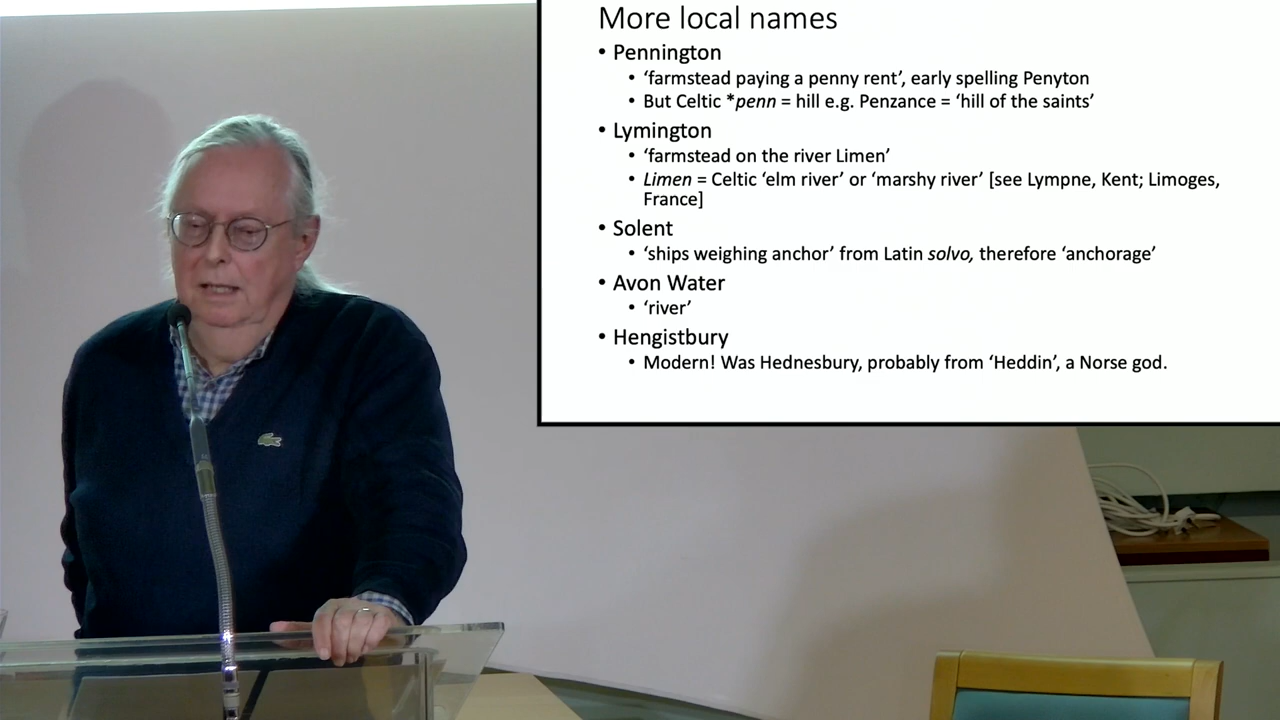 More local names
• Pennington
• ‘farmstead paying a penny rent’, early spelling Penyton
• But Celtic *penn = hill e.g. Penzance = ‘hill of the saints’
• Lymington
• ‘farmstead on the river Limen’
• Limen = Celtic ‘elm river’ or ‘marshy river’ [see Lympne, Kent; Limoges,
France]
• Solent
• ‘ships weighing anchor’ from Latin solvo, therefore ‘anchorage’
• Avon Water
• ‘river’
• Hengistbury
• Modern! Was Hednesbury, probably from ‘Heddin’, a Norse god.